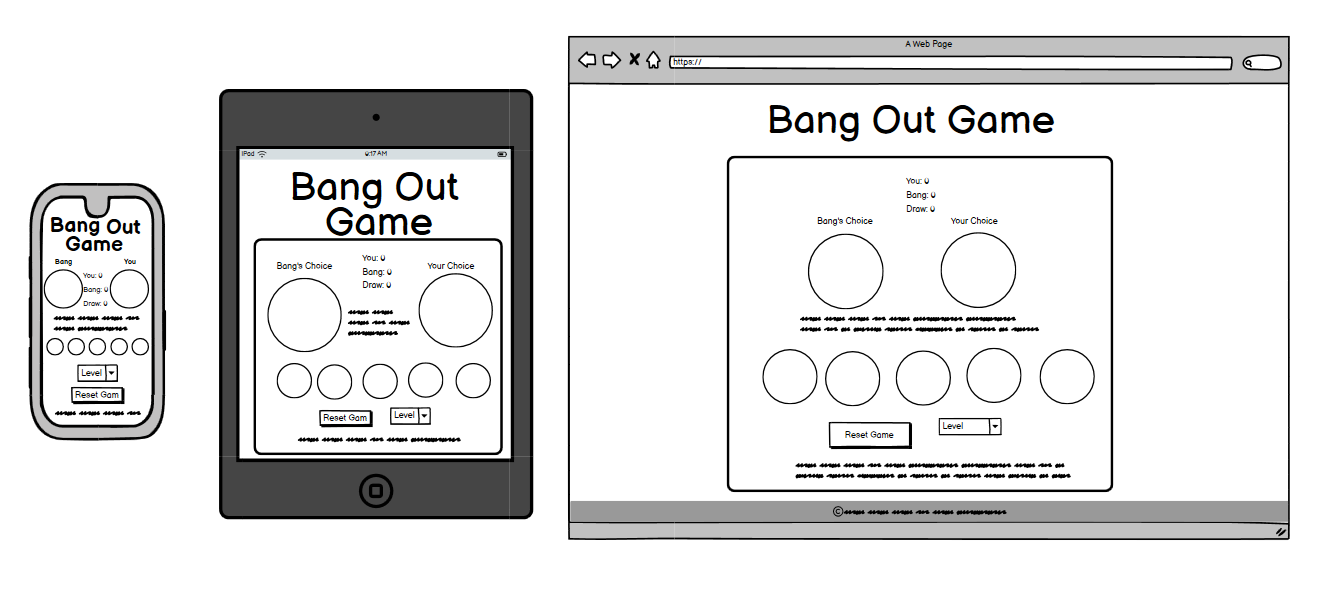 Bang Out
Game
Bang
You
You: 0
Bang: 0
Draw: 0
Level
Reset Gam
iPad
9:17 AM
Bang Out
Game
Bang's Choice
You: 0
Bang: 0
Draw: 0
Your Choice
Reset Gam
Level
A Web Page
https://
Bang Out Game
You: 0
Bang: 0
Draw: 0
Bang's Choice
Your Choice
Reset Game
Level
©